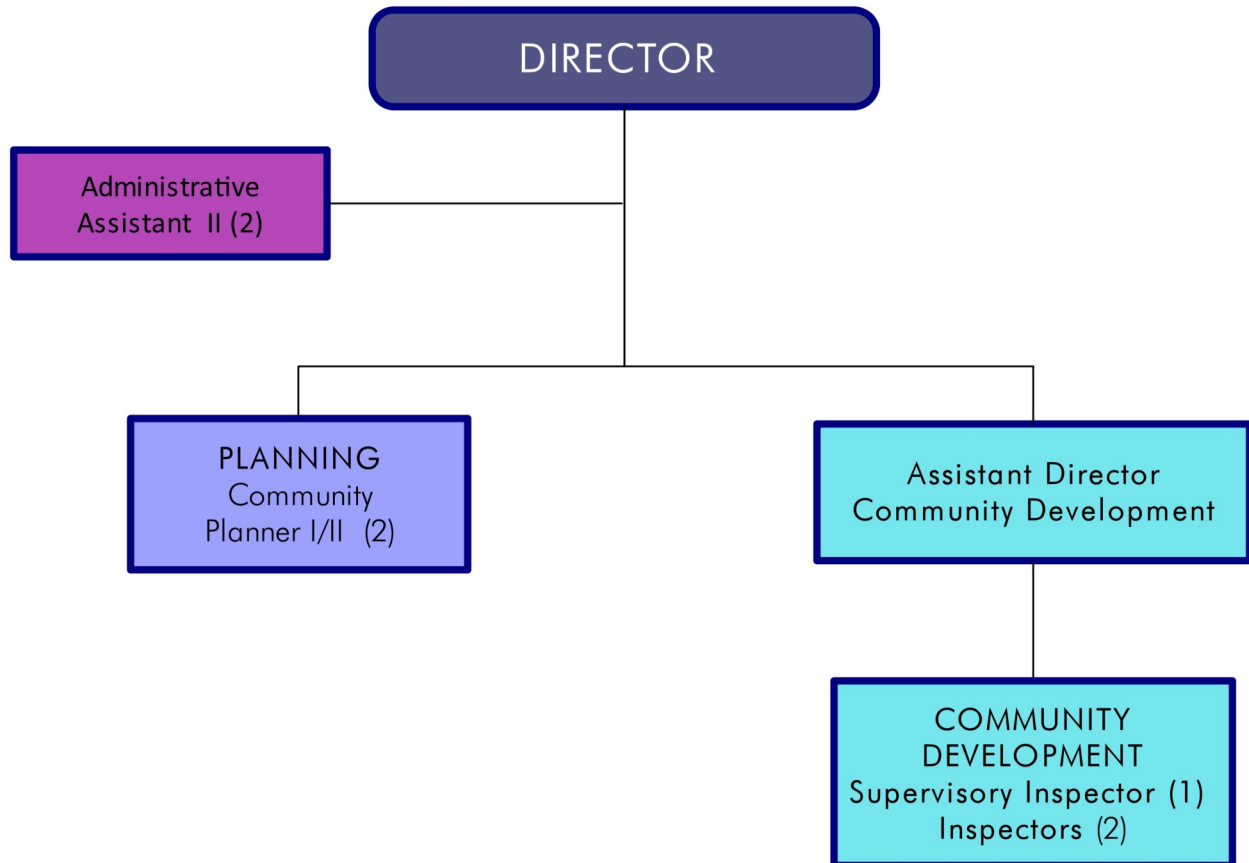 DIRECTOR
Administrative
Assistant II (2)
PLANNING
Community
Planner I/II (2)
Assistant Director
Community Development
COMMUNITY
DEVELOPMENT
Supervisory Inspector (1)
Inspectors (2)